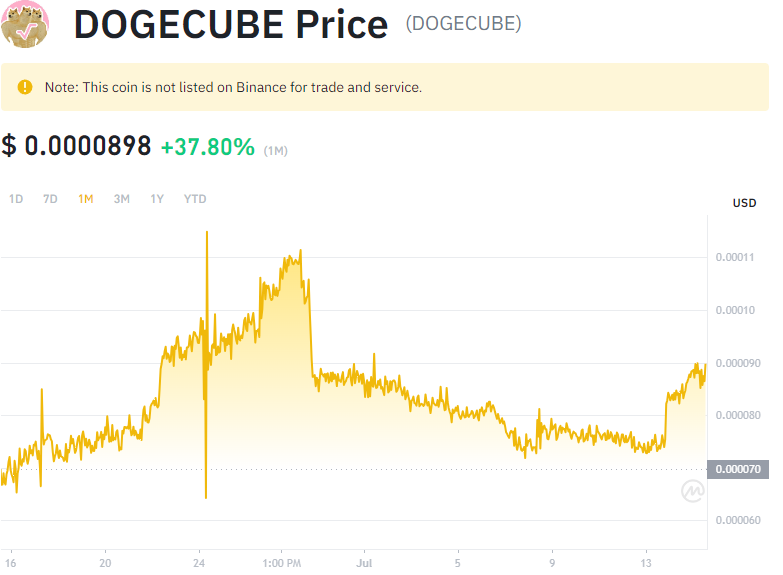 DOGECUBE Price (DOGECUBE)
Note: This coin is not listed on Binance for trade and service.
$ 0.0000898 +37.80% (1M)
1D 7D 1M 3M 1Y YTD
USD
0.00011
0.00010
0.000090
0.000080
0.000070
0.000060
16 20 24 1:00 PM Jul 5 9 13